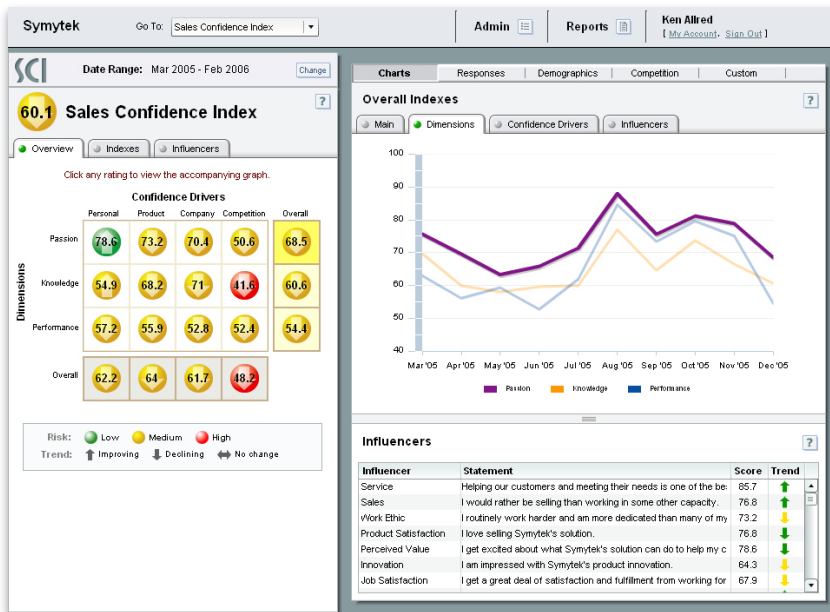 Symytek
Go To: Sales Confidence Index
Admin
Reports
Ken Allred
[ My Account. Sign Out ]
SCI
Date Range: Mar 2005 - Feb 2006
Change
60.1 Sales Confidence Index
?
Overview
Indexes
Influencers
Click any rating to view the accompanying graph.
Confidence Drivers
Personal Product Company Competition Overall
Dimensions
Passion 78.6 73.2 70.4 50.6 68.5
Knowledge 54.9 68.2 71 41.6 60.6
Performance 57.2 55.9 52.8 52.4 54.4
Overall 62.2 64 61.7 48.2
Risk: Low Medium High
Trend: Improving Declining No change
Charts Responses Demographics Competition Custom
Overall Indexes
?
Main
Dimensions
Confidence Drivers
Influencers
100
90
80
70
60
50
40
Mar '05 Apr '05 May '05 Jun '05 Jul '05 Aug '05 Sep '05 Oct '05 Nov '05 Dec '05
Passion Knowledge Performance
Influencers
?
Influencer Statement Score Trend
Service Helping our customers and meeting their needs is one of the be 85.7
Sales I would rather be selling than working in some other capacity. 76.8
Work Ethic I routinely work harder and am more dedicated than many of my 73.2
Product Satisfaction I love selling Symytek's solution. 76.8
Perceived Value I get excited about what Symytek's solution can do to help my c 78.6
Innovation I am impressed with Symytek's product innovation. 64.3
Job Satisfaction I get a great deal of satisfaction and fulfillment from working for 67.9